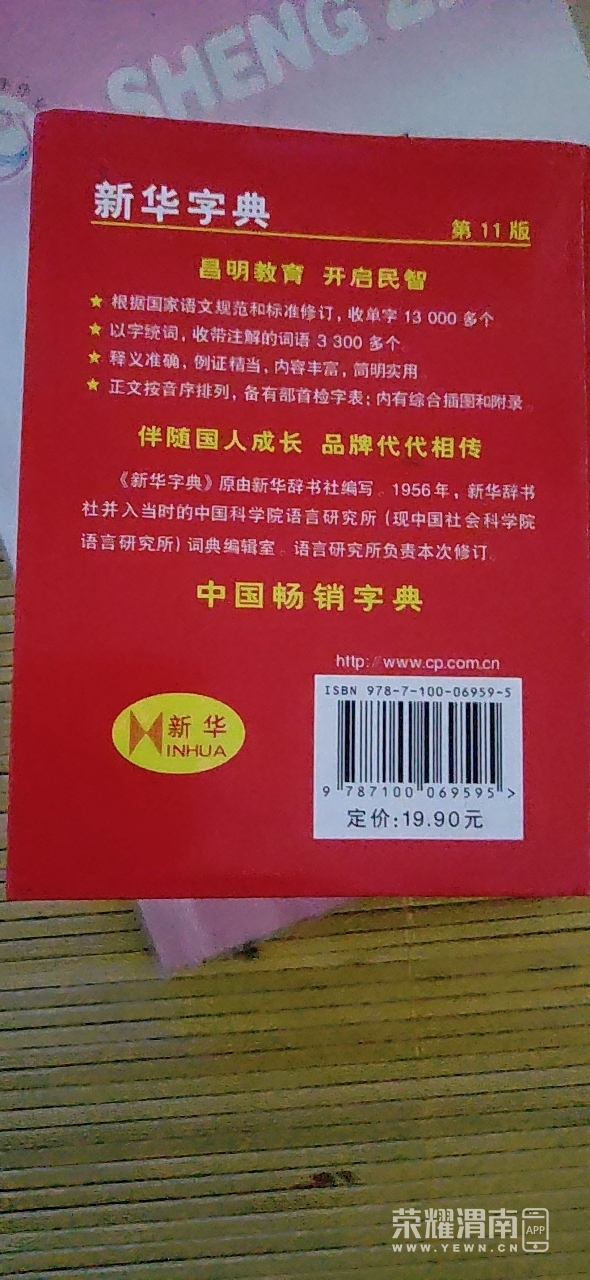 SHENG
新华字典
第11版
昌明教育 开启民智
★ 根据国家语文规范和标准修订，收单字 13 000 多个
★ 以字统词，收带注解的词语 3 300 多个
★ 释义准确，例证精当，内容丰富，简明实用
★ 正文按音序排列，备有部首检字表；内有综合插图和附录。
伴随国人成长 品牌代代相传
《新华字典》原由新华辞书社编写。1956年，新华辞书
社并入当时的中国科学院语言研究所（现中国社会科学院
语言研究所）词典编辑室。语言研究所负责本次修订。
中国畅销字典
http://www.cp.com.cn
ISBN 978-7-100-06959-5
9 787100 069595 >
定价:19.90元
新华
XINHUA
荣耀渭南
APP
WWW.YEWN.CN